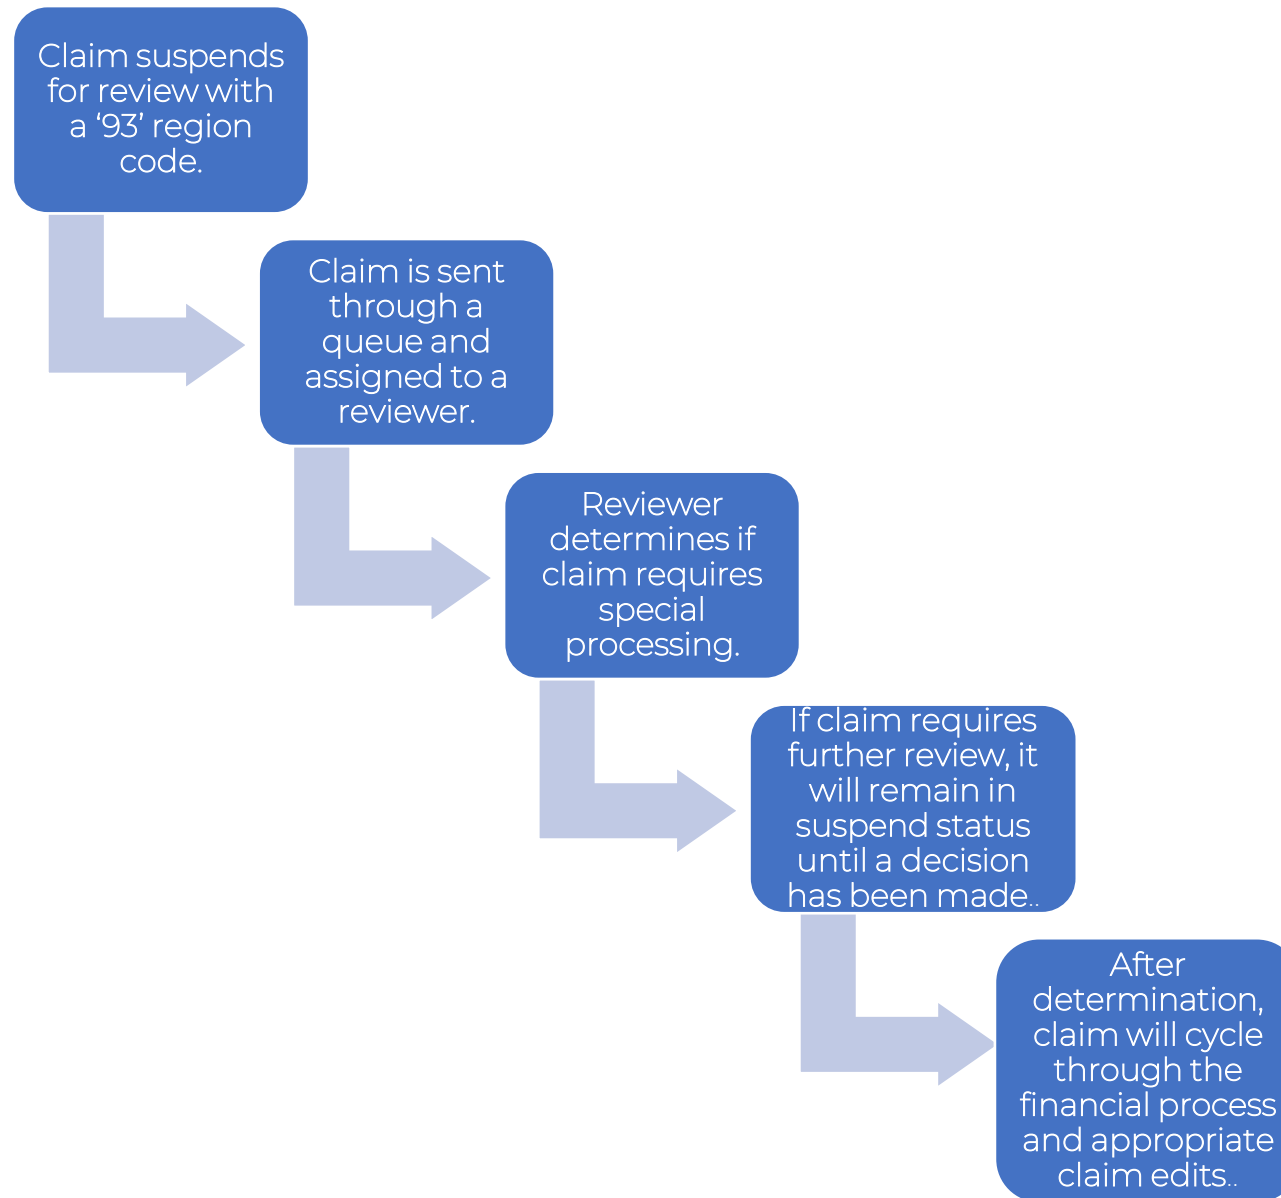 Claim suspends
for review with
a ‘93’ region
code.
Claim is sent
through a
queue and
assigned to a
reviewer.
Reviewer
determines if
claim requires
special
processing.
If claim requires
further review, it
will remain in
suspend status
until a decision
has been made..
After
determination,
claim will cycle
through the
financial process
and appropriate
claim edits..